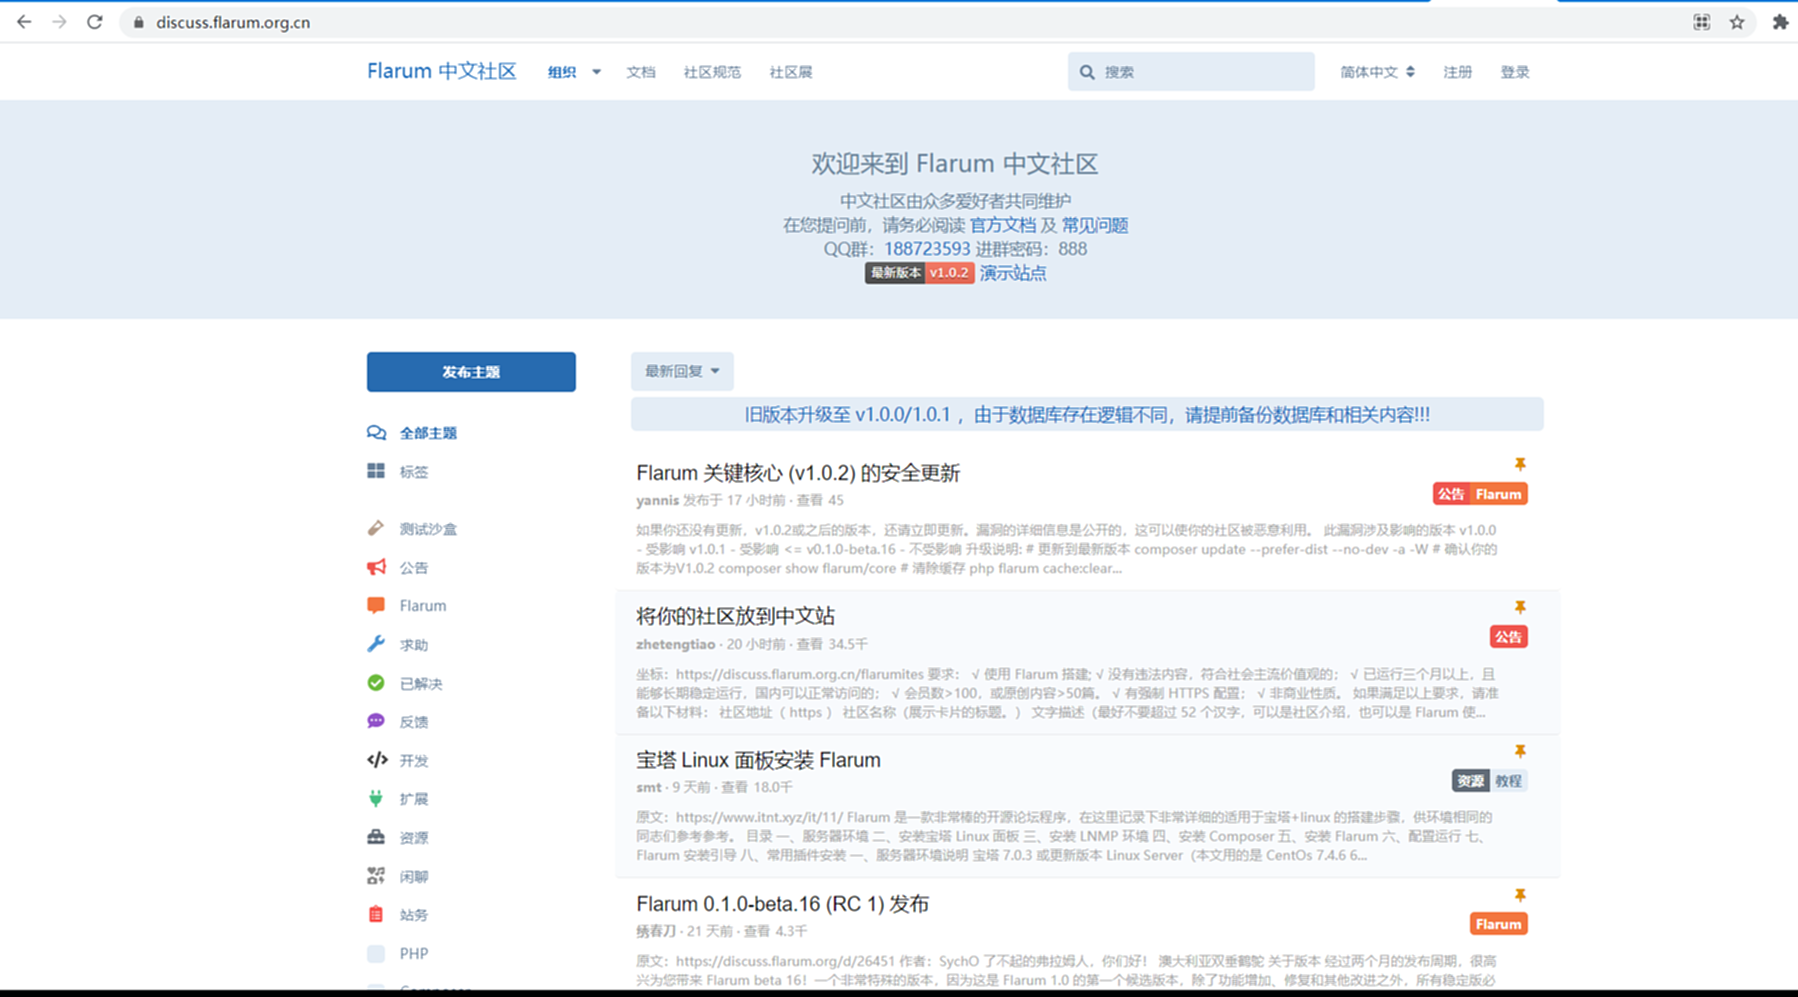 discuss.flarum.org.cn
Flarum 中文社区 组织 文档 社区规范 社区展 搜索 简体中文 注册 登录
欢迎来到 Flarum 中文社区
中文社区由众多爱好者共同维护
在您提问前，请务必阅读 官方文档 及 常见问题
QQ群：188723593 进群密码：888
最新版本 v1.0.2 演示站点
发布主题
全部主题
标签
测试沙盒
公告
Flarum
求助
已解决
反馈
开发
扩展
资源
闲聊
站务
PHP
最新回复
旧版本升级至 v1.0.0/1.0.1 ，由于数据库存在逻辑不同，请提前备份数据库和相关内容!!!
Flarum 关键核心 (v1.0.2) 的安全更新
公告 Flarum
yannis 发布于 17 小时前 · 查看 45
如果你还没有更新，v1.0.2或之后的版本，还请立即更新。漏洞的详细信息是公开的，这可以使你的社区被恶意利用。 此漏洞涉及影响的版本 v1.0.0
- 受影响 v1.0.1 - 受影响 <= v0.1.0-beta.16 - 不受影响 升级说明: # 更新到最新版本 composer update --prefer-dist --no-dev -a -W # 确认你的
版本为V1.0.2 composer show flarum/core # 清除缓存 php flarum cache:clear...
将你的社区放到中文站
公告
zhetengtiao · 20 小时前 · 查看 34.5千
坐标：https://discuss.flarum.org.cn/flarumites 要求： √ 使用 Flarum 搭建; √ 没有违法内容，符合社会主流价值观的； √ 已运行三个月以上，且
能够长期稳定运行，国内可以正常访问的； √ 会员数>100，或原创内容>50篇。 √ 有强制 HTTPS 配置； √ 非商业性质。 如果满足以上要求，请准
备以下材料： 社区地址（ https ） 社区名称（展示卡片的标题。） 文字描述（最好不要超过 52 个汉字，可以是社区介绍，也可以是 Flarum 使...
宝塔 Linux 面板安装 Flarum
资源 教程
smt · 9 天前 · 查看 18.0千
原文：https://www.itnt.xyz/it/11/ Flarum 是一款非常棒的开源论坛程序，在这里记录下非常详细的适用于宝塔+linux 的搭建步骤，供环境相同的
同志们参考参考。 目录 一、服务器环境 二、安装宝塔 Linux 面板 三、安装 LNMP 环境 四、安装 Composer 五、安装 Flarum 六、配置运行 七、
Flarum 安装引导 八、常用插件安装 一、服务器环境说明 宝塔 7.0.3 或更新版本 Linux Server（本文用的是 CentOs 7.4.6 6...
Flarum 0.1.0-beta.16 (RC 1) 发布
Flarum
绣春刀 · 21 天前 · 查看 4.3千
原文：https://discuss.flarum.org/d/26451 作者：SychO 了不起的弗拉姆人，你们好！ 澳大利亚双垂鹤鸵 关于版本 经过两个月的发布周期，很高
兴为您带来 Flarum beta 16！一个非常特殊的版本，因为这是 Flarum 1.0 的第一个候选版本，除了功能增加、修复和其他改进之外，所有稳定版必